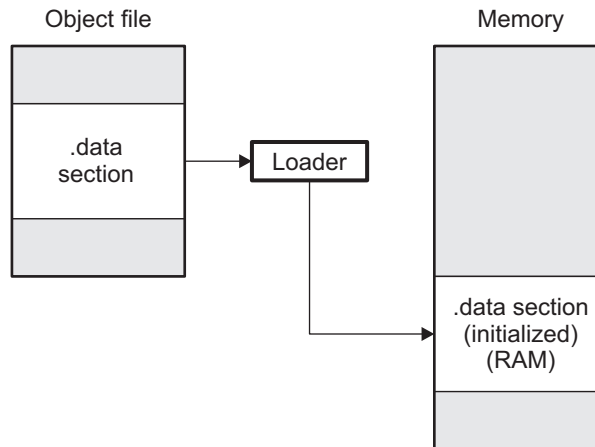 Object file
Memory
.data
section
Loader
.data section
(initialized)
(RAM)